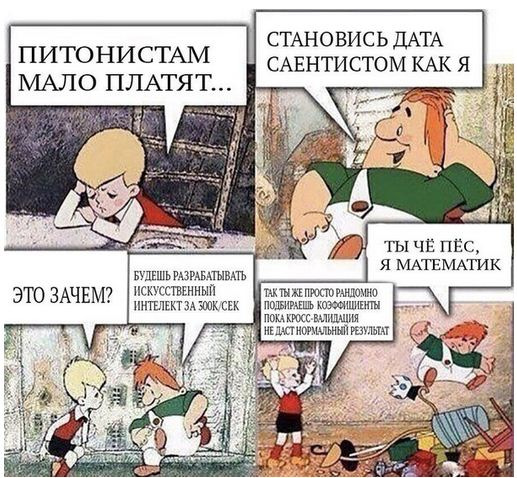 ПИТОНИСТАМ
МАЛО ПЛАТЯТ...
СТАНОВИСЬ ДАТА
САЕНТИСТОМ КАК Я
ЭТО ЗАЧЕМ?
БУДЕШЬ РАЗРАБАТЫВАТЬ
ИСКУССТВЕННЫЙ
ИНТЕЛЕКТ ЗА 300К/СЕК
ТАК ТЫ ЖЕ ПРОСТО РАНДОМНО
ПОДБИРАЕШЬ КОЭФФИЦИЕНТЫ
ПОКА КРОСС-ВАЛИДАЦИЯ
НЕ ДАСТ НОРМАЛЬНЫЙ РЕЗУЛЬТАТ
ТЫ ЧЁ ПЁС,
Я МАТЕМАТИК